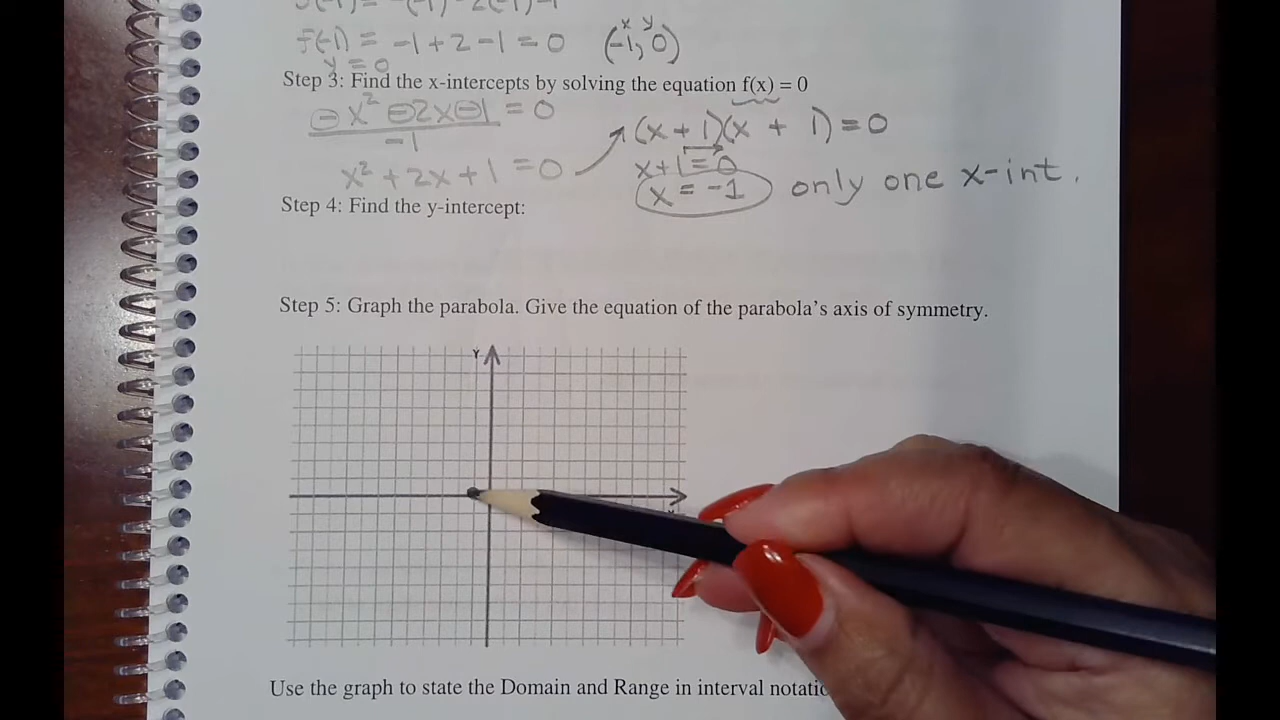 f(-1) = -1 + 2 - 1 = 0 (-1, 0)
x y
y = 0
Step 3: Find the x-intercepts by solving the equation f(x) = 0
-x² -2x -1 = 0
-1
(x + 1)(x + 1) = 0
x² + 2x + 1 = 0
x + 1 = 0
x = -1 only one x-int.
Step 4: Find the y-intercept:
Step 5: Graph the parabola. Give the equation of the parabola's axis of symmetry.
Y
Use the graph to state the Domain and Range in interval